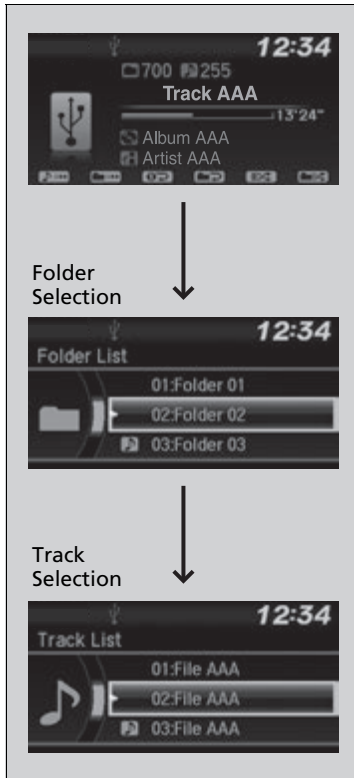 12:34
700 255
Track AAA
13'24"
Album AAA
Artist AAA
Folder
Selection
12:34
Folder List
01:Folder 01
02:Folder 02
03:Folder 03
Track
Selection
12:34
Track List
01:File AAA
02:File AAA
03:File AAA